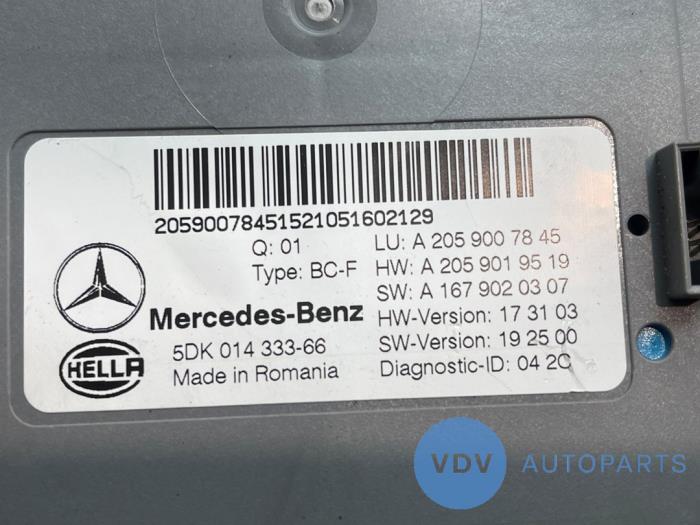 20590078451521051602129
Q: 01
Type: BC-F
LU: A 205 900 78 45
HW: A 205 901 95 19
SW: A 167 902 03 07
Mercedes-Benz
HW-Version: 17 31 03
HELLA
5DK 014 333-66
SW-Version: 19 25 00
Made in Romania
Diagnostic-ID: 04 2C
VDV AUTOPARTS